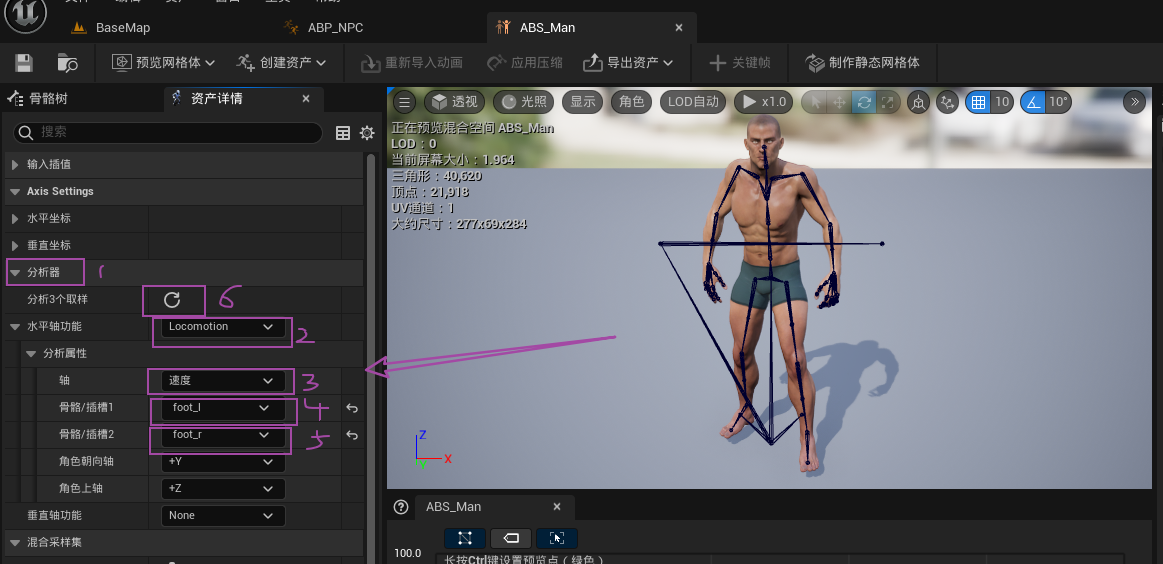 BaseMap
ABP_NPC
ABS_Man
预览网格体
创建资产
重新导入动画
应用压缩
导出资产
关键帧
制作静态网格体
骨骼树
资产详情
搜索
输入插值
Axis Settings
水平坐标
垂直坐标
分析器
1
分析3个取样
6
水平轴功能
Locomotion
2
分析属性
轴
速度
3
骨骼/插槽1
foot_l
4
骨骼/插槽2
foot_r
5
角色朝向轴
+Y
角色上轴
+Z
垂直轴功能
None
混合采样集
透视
光照
显示
角色
LOD自动
x1.0
10
10°
正在预览混合空间 ABS_Man
LOD：0
当前屏幕大小：1.964
三角形：40,620
顶点：21,918
UV通道：1
大约尺寸：277x69x284
Z
X
Y
ABS_Man
100.0
长按Ctrl键设置预览点（绿色）